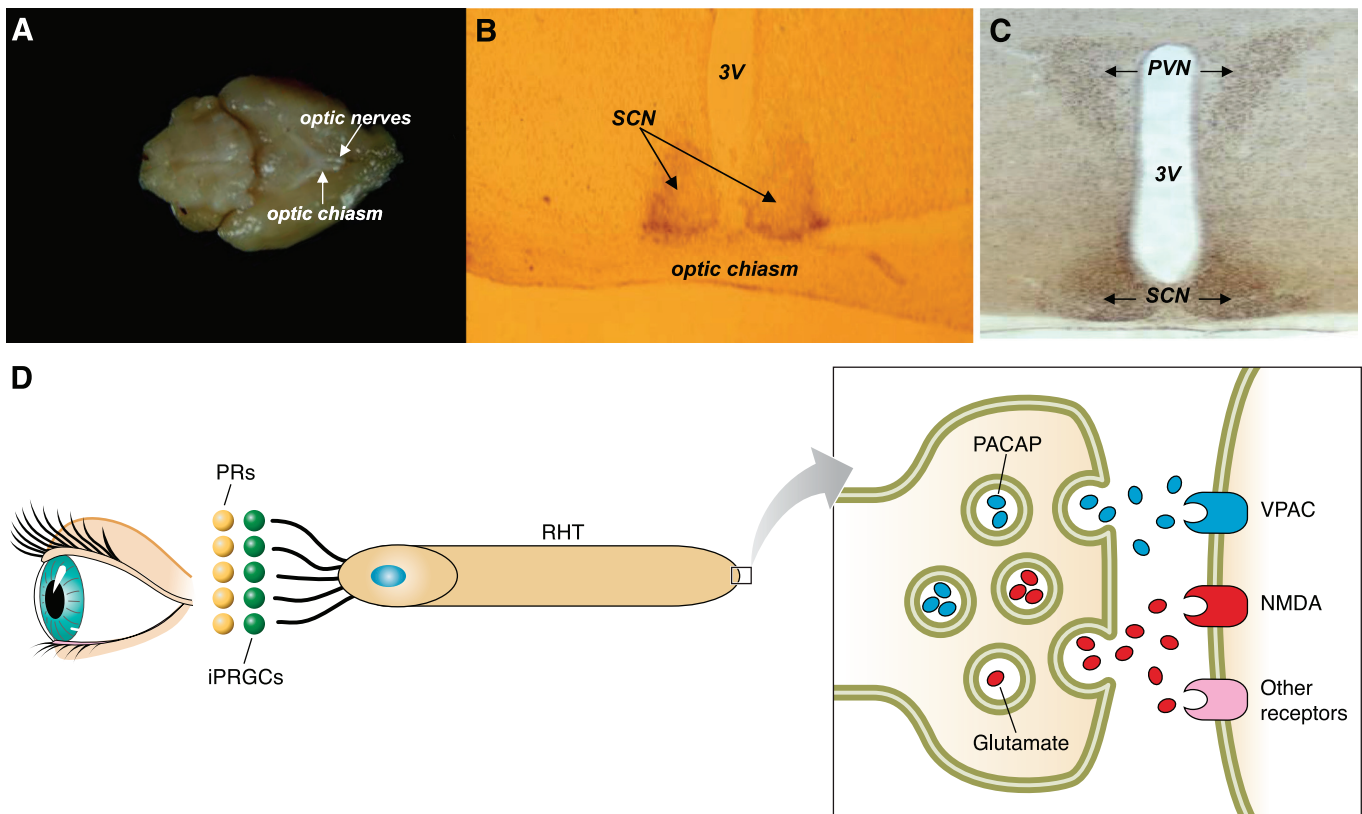 A
optic nerves
optic chiasm
B
3V
SCN
optic chiasm
C
PVN
3V
SCN
D
PRs
iPRGCs
RHT
PACAP
Glutamate
VPAC
NMDA
Other
receptors